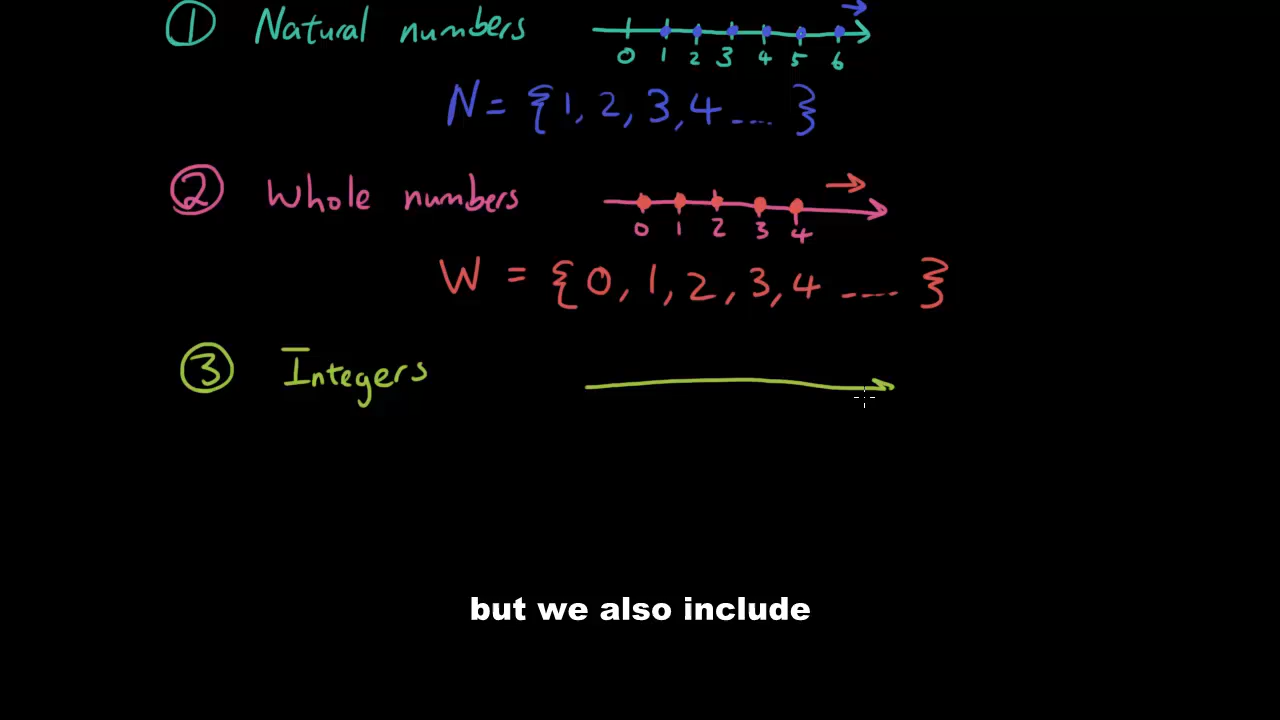 ① Natural numbers
0 1 2 3 4 5 6
N = {1, 2, 3, 4 .... }
② Whole numbers
0 1 2 3 4
W = {0, 1, 2, 3, 4 ..... }
③ Integers
but we also include